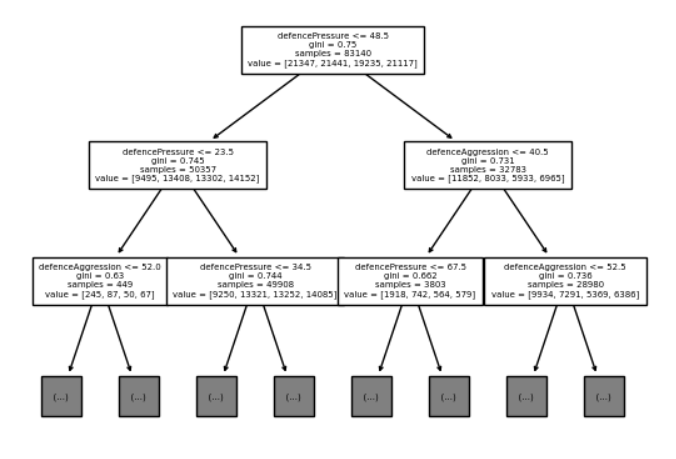 defencePressure <= 48.5
gini = 0.75
samples = 83140
value = [21347, 21441, 19235, 21117]
defencePressure <= 23.5
gini = 0.745
samples = 50357
value = [9495, 13408, 13302, 14152]
defenceAggression <= 40.5
gini = 0.731
samples = 32783
value = [11852, 8033, 5933, 6965]
defenceAggression <= 52.0
gini = 0.63
samples = 449
value = [245, 87, 50, 67]
defencePressure <= 34.5
gini = 0.744
samples = 49908
value = [9250, 13321, 13252, 14085]
defencePressure <= 67.5
gini = 0.662
samples = 3803
value = [1918, 742, 564, 579]
defenceAggression <= 52.5
gini = 0.736
samples = 28980
value = [9934, 7291, 5369, 6386]
(...)
(...)
(...)
(...)
(...)
(...)
(...)
(...)